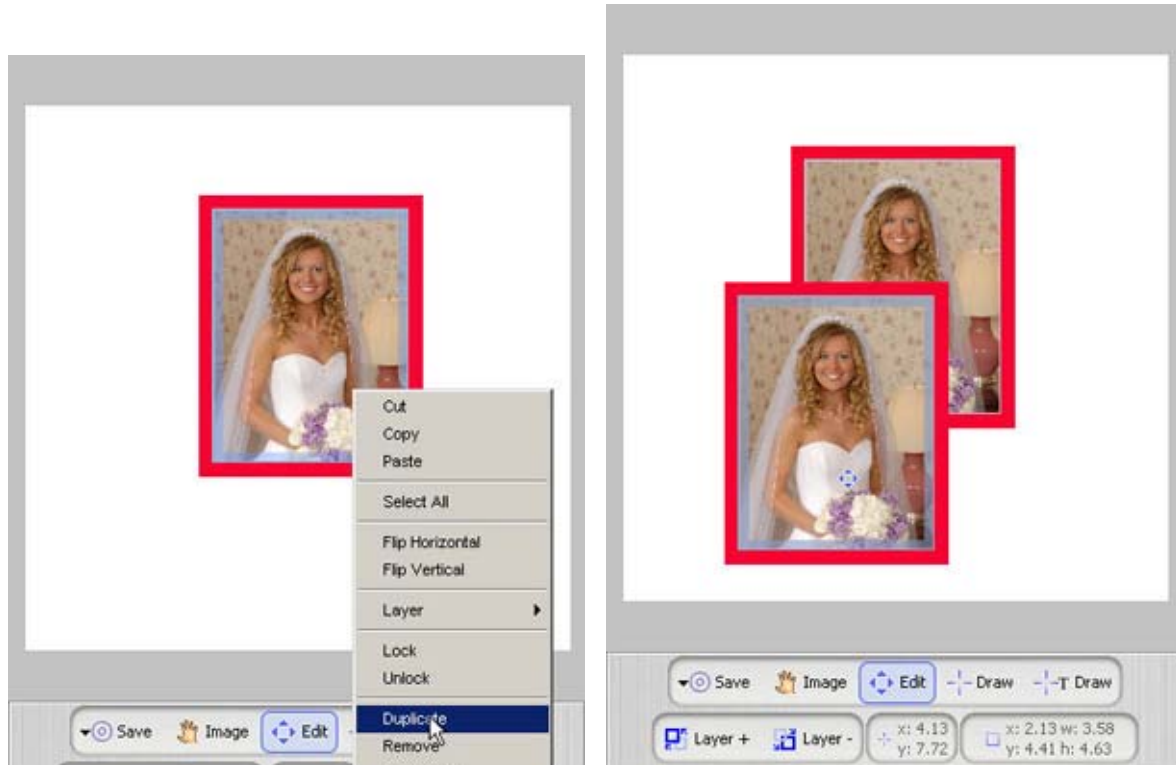 Cut
Copy
Paste
Select All
Flip Horizontal
Flip Vertical
Layer
Lock
Unlock
Duplicate
Remove
Save Image Edit
Save Image Edit Draw T Draw
Layer + Layer - x: 4.13 x: 2.13 w: 3.58
y: 7.72 y: 4.41 h: 4.63